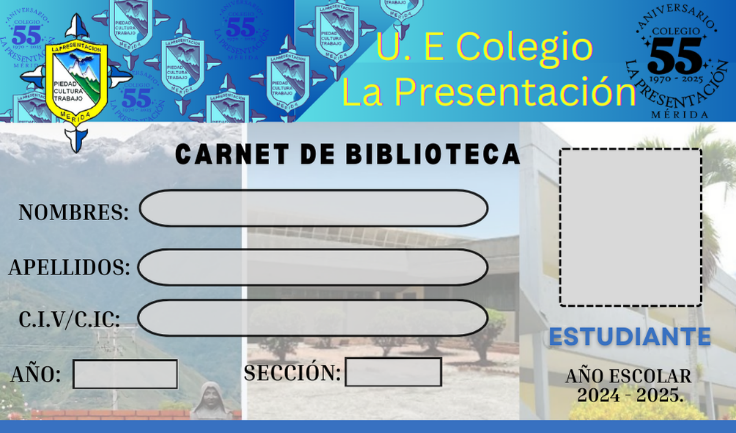 U. E Colegio
La Presentación
ANIVERSARIO
COLEGIO
55
1970 - 2025
LA PRESENTACIÓN
MÉRIDA
LA PRESENTACIÓN
PIEDAD
CULTURA
TRABAJO
MÉRIDA
CARNET DE BIBLIOTECA
NOMBRES:
APELLIDOS:
C.I.V/C.IC:
AÑO:
SECCIÓN:
ESTUDIANTE
AÑO ESCOLAR
2024 - 2025.